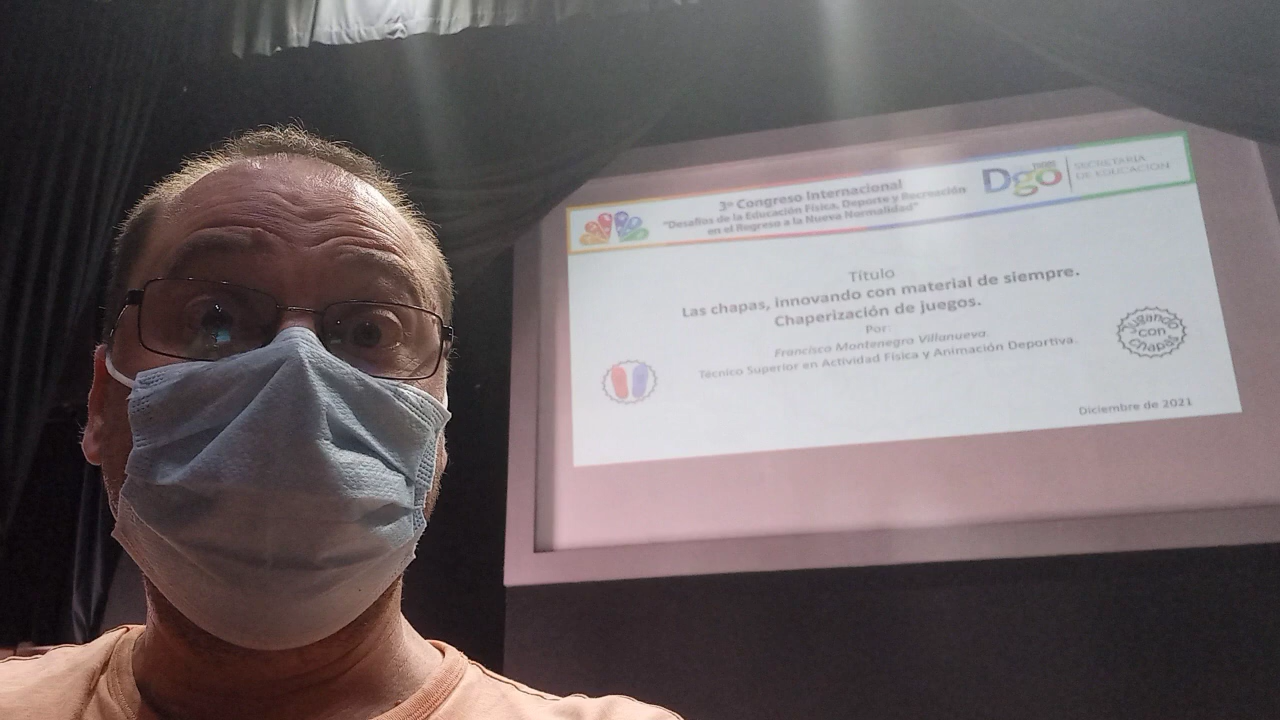 3er Congreso Internacional
"Desafíos de la Educación Física, Deporte y Recreación
en el Regreso a la Nueva Normalidad"
Dgo
SECRETARÍA
DE EDUCACIÓN
Título
Las chapas, innovando con material de siempre.
Chaperización de juegos.
Por:
Francisco Montenegro Villanueva.
Técnico Superior en Actividad Física y Animación Deportiva.
Jugando
con
chapas
Diciembre de 2021